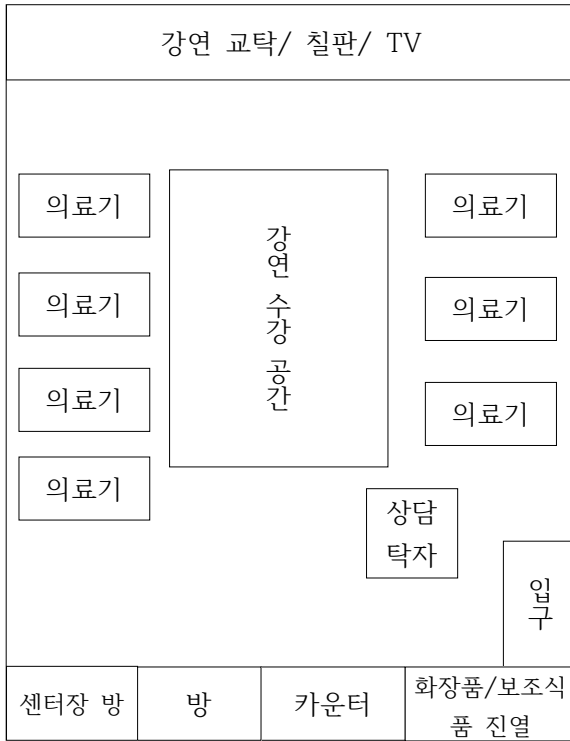 강연 교탁/ 칠판/ TV
의료기
의료기
의료기
의료기
강연 수강 공간
의료기
의료기
의료기
상담
탁자
입구
센터장 방
방
카운터
화장품/보조식
품 진열